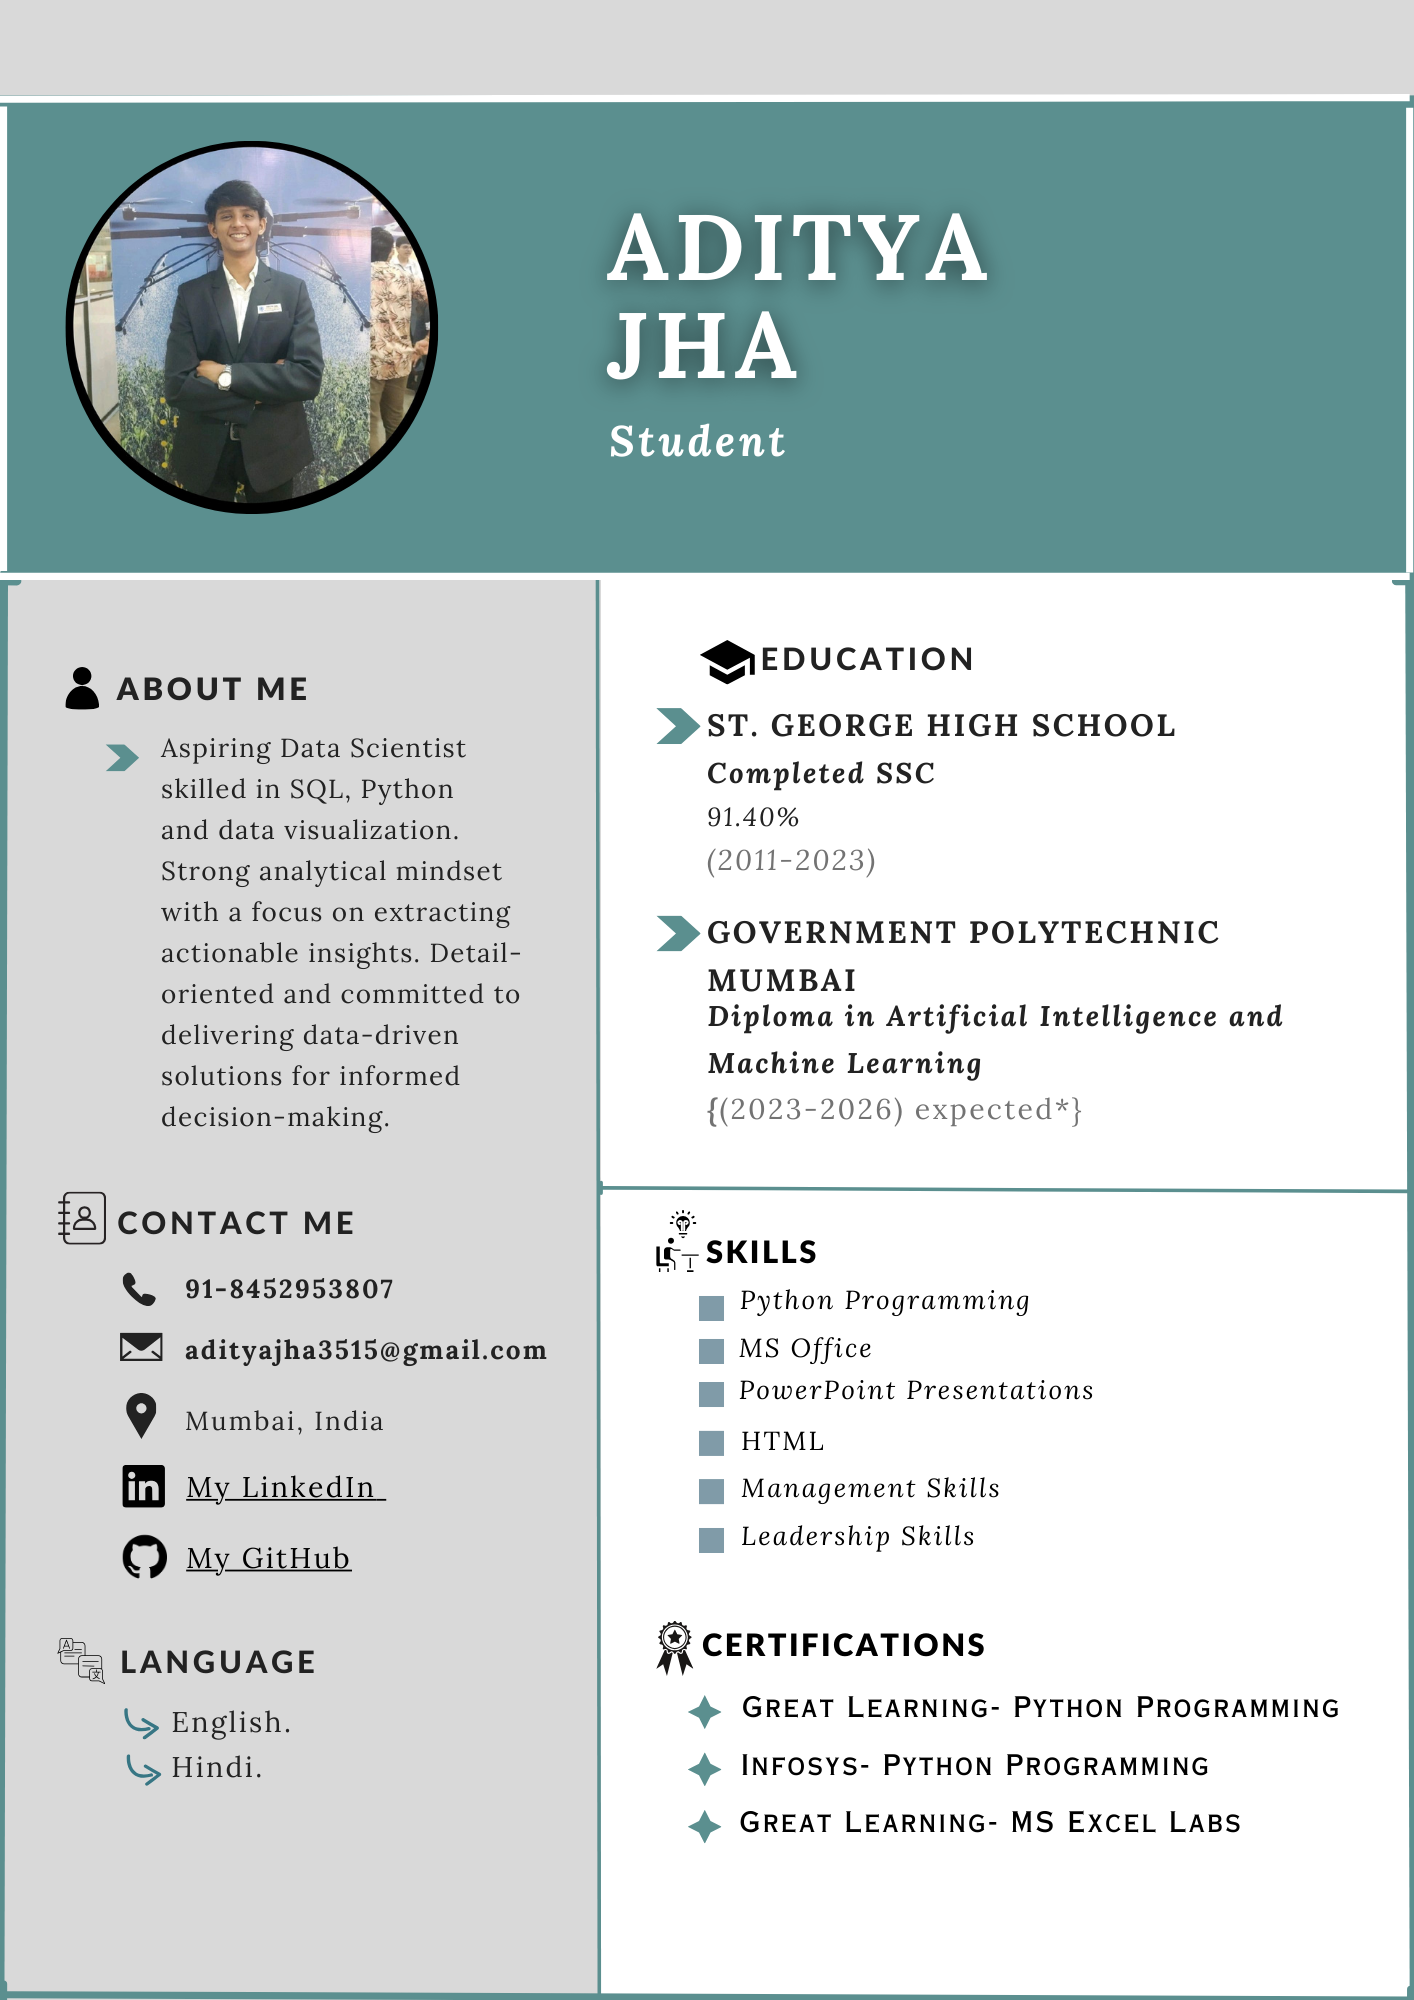 ADITYA
JHA
Student
ABOUT ME
Aspiring Data Scientist
skilled in SQL, Python
and data visualization.
Strong analytical mindset
with a focus on extracting
actionable insights. Detail-
oriented and committed to
delivering data-driven
solutions for informed
decision-making.
CONTACT ME
91-8452953807
adityajha3515@gmail.com
Mumbai, India
My LinkedIn
My GitHub
LANGUAGE
English.
Hindi.
EDUCATION
ST. GEORGE HIGH SCHOOL
Completed SSC
91.40%
(2011-2023)
GOVERNMENT POLYTECHNIC
MUMBAI
Diploma in Artificial Intelligence and
Machine Learning
{(2023-2026) expected*}
SKILLS
Python Programming
MS Office
PowerPoint Presentations
HTML
Management Skills
Leadership Skills
CERTIFICATIONS
GREAT LEARNING- PYTHON PROGRAMMING
INFOSYS- PYTHON PROGRAMMING
GREAT LEARNING- MS EXCEL LABS